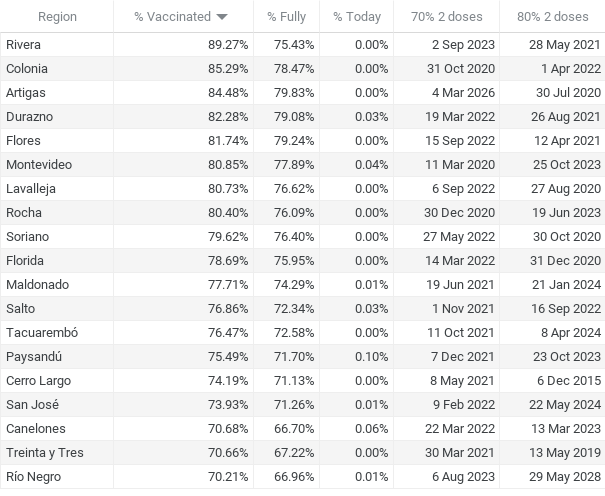 Region % Vaccinated % Fully % Today 70% 2 doses 80% 2 doses
Rivera 89.27% 75.43% 0.00% 2 Sep 2023 28 May 2021
Colonia 85.29% 78.47% 0.00% 31 Oct 2020 1 Apr 2022
Artigas 84.48% 79.83% 0.00% 4 Mar 2026 30 Jul 2020
Durazno 82.28% 79.08% 0.03% 19 Mar 2022 26 Aug 2021
Flores 81.74% 79.24% 0.00% 15 Sep 2022 12 Apr 2021
Montevideo 80.85% 77.89% 0.04% 11 Mar 2020 25 Oct 2023
Lavalleja 80.73% 76.62% 0.00% 6 Sep 2022 27 Aug 2020
Rocha 80.40% 76.09% 0.00% 30 Dec 2020 19 Jun 2023
Soriano 79.62% 76.40% 0.00% 27 May 2022 30 Oct 2020
Florida 78.69% 75.95% 0.00% 14 Mar 2022 31 Dec 2020
Maldonado 77.71% 74.29% 0.01% 19 Jun 2021 21 Jan 2024
Salto 76.86% 72.34% 0.03% 1 Nov 2021 16 Sep 2022
Tacuarembó 76.47% 72.58% 0.00% 11 Oct 2021 8 Apr 2024
Paysandú 75.49% 71.70% 0.10% 7 Dec 2021 23 Oct 2023
Cerro Largo 74.19% 71.13% 0.00% 8 May 2021 6 Dec 2015
San José 73.93% 71.26% 0.01% 9 Feb 2022 22 May 2024
Canelones 70.68% 66.70% 0.06% 22 Mar 2022 13 Mar 2023
Treinta y Tres 70.66% 67.22% 0.00% 30 Mar 2021 13 May 2019
Río Negro 70.21% 66.96% 0.01% 6 Aug 2023 29 May 2028